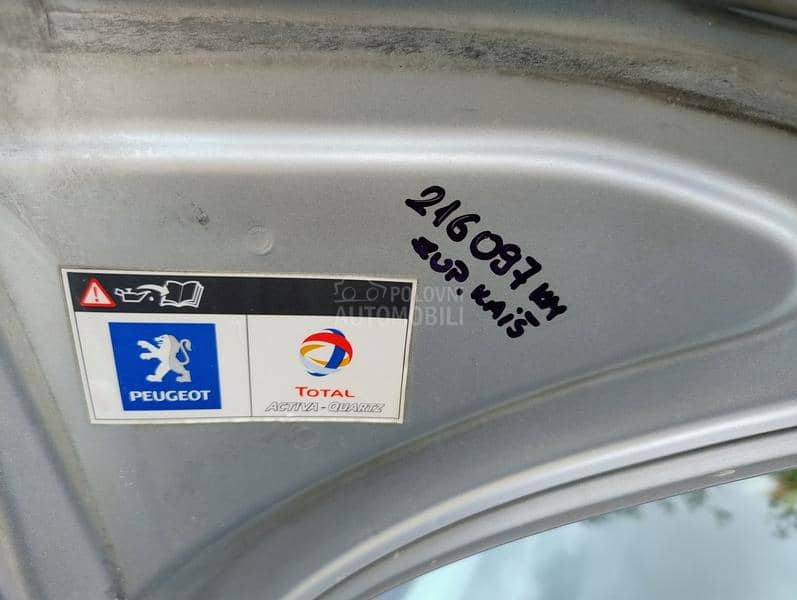 216097 KM
ZUP. KAIŠ
POLOVNI
AUTOMOBILI
PEUGEOT
TOTAL
ACTIVA - QUARTZ